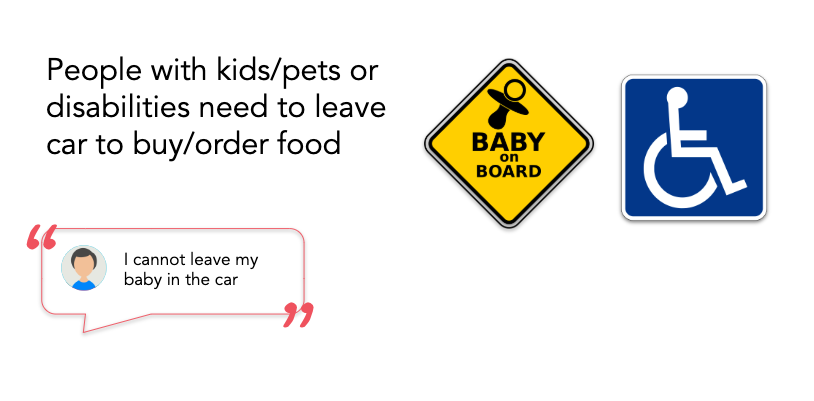 People with kids/pets or
disabilities need to leave
car to buy/order food
BABY
on
BOARD
“
I cannot leave my
baby in the car
”